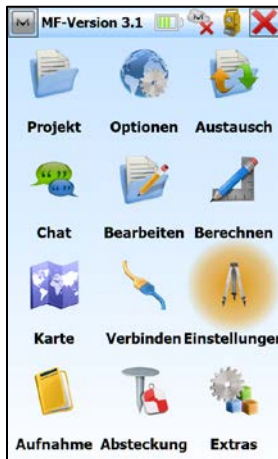 MF-Version 3.1
Projekt Optionen Austausch
Chat Bearbeiten Berechnen
Karte Verbinden Einstellungen
Aufnahme Absteckung Extras